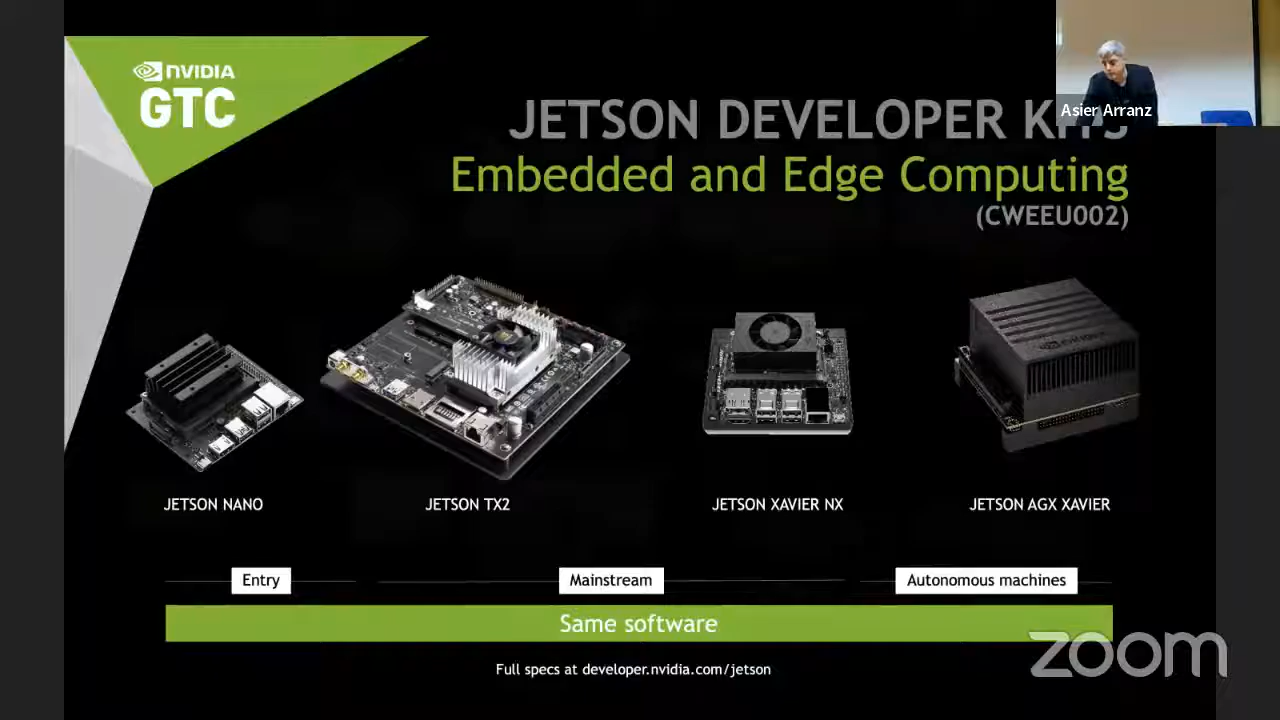 NVIDIA
GTC
JETSON DEVELOPER KITS
Embedded and Edge Computing
(CWEEU002)
Asier Arranz
JETSON NANO
JETSON TX2
JETSON XAVIER NX
JETSON AGX XAVIER
Entry
Mainstream
Autonomous machines
Same software
Full specs at developer.nvidia.com/jetson
zoom